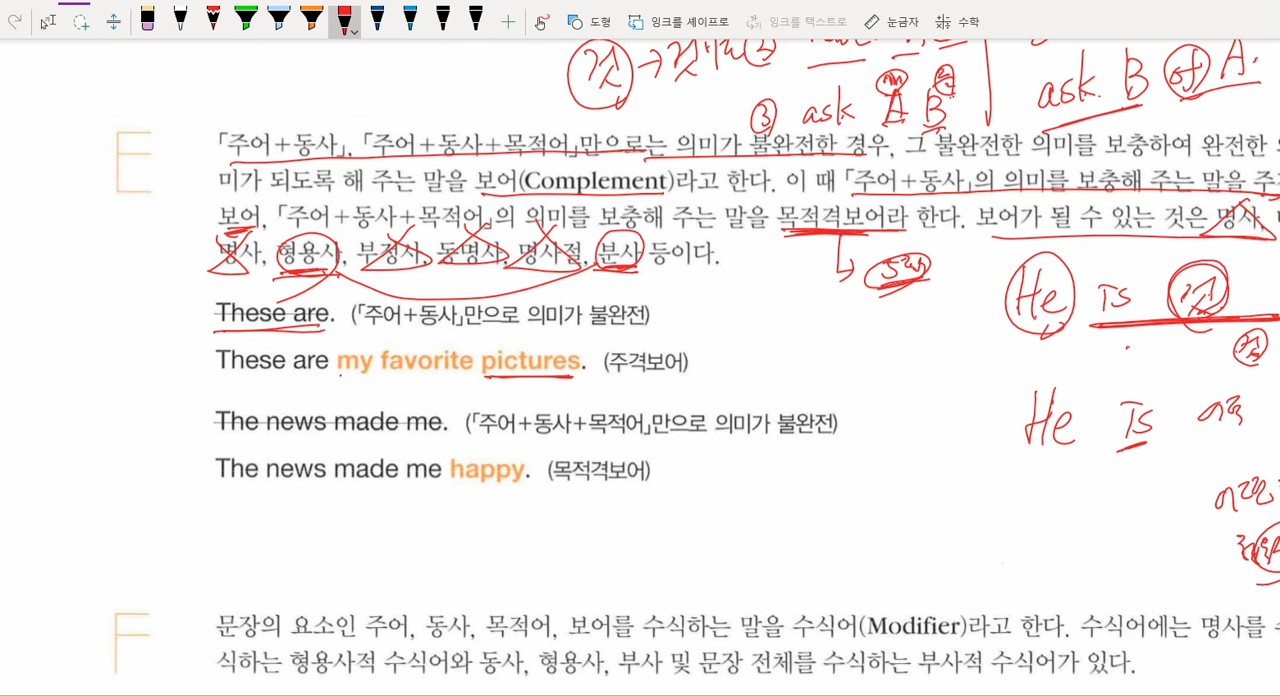 도형 잉크를 셰이프로 잉크를 텍스트로 눈금자 수학
것 → 것
③ ask A B
ask B of A.
E
「주어+동사」, 「주어+동사+목적어」만으로는 의미가 불완전한 경우, 그 불완전한 의미를 보충하여 완전한
미가 되도록 해 주는 말을 보어(Complement)라고 한다. 이 때 「주어+동사」의 의미를 보충해 주는 말을 주격
보어, 「주어+동사+목적어」의 의미를 보충해 주는 말을 목적격보어라 한다. 보어가 될 수 있는 것은 명사,
명사, 형용사, 부정사, 동명사, 명사절, 분사 등이다.
He is 것
These are. (「주어+동사」만으로 의미가 불완전)
These are my favorite pictures. (주격보어)
The news made me. (「주어+동사+목적어」만으로 의미가 불완전)
He is
The news made me happy. (목적격보어)
F
문장의 요소인 주어, 동사, 목적어, 보어를 수식하는 말을 수식어(Modifier)라고 한다. 수식어에는 명사를 수
식하는 형용사적 수식어와 동사, 형용사, 부사 및 문장 전체를 수식하는 부사적 수식어가 있다.